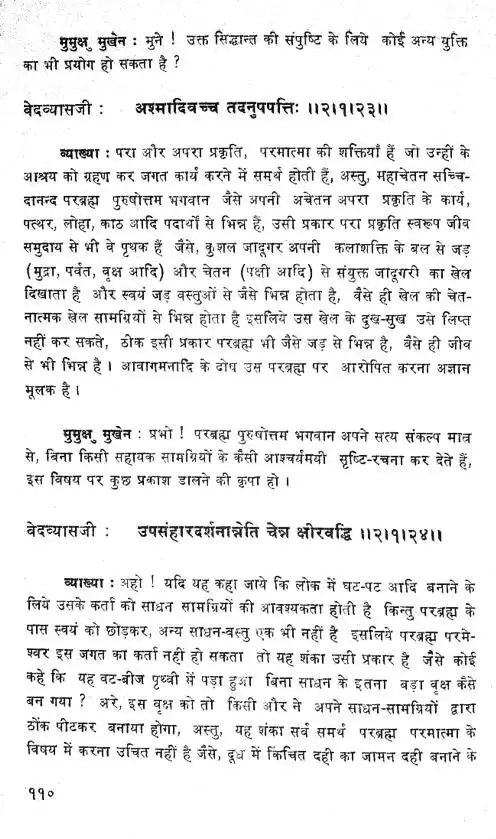 मुमुक्षु मुखेन : मुने ! उक्त सिद्धान्त की संपुष्टि के लिये कोई अन्य युक्ति
का भी प्रयोग हो सकता है ?
वेदव्यासजी : अश्मादिवच्च तदनुपपत्तिः ।।२।१।२३।।
व्याख्या : परा और अपरा प्रकृति, परमात्मा की शक्तियाँ हैं जो उन्हीं के
आश्रय को ग्रहण कर जगत कार्य करने में समर्थ होती हैं, अस्तु, महाचेतन सच्चि-
दानन्द परब्रह्म पुरुषोत्तम भगवान जैसे अपनी अचेतन अपरा प्रकृति के कार्य,
पत्थर, लोहा, काठ आदि पदार्थों से भिन्न हैं, उसी प्रकार परा प्रकृति स्वरूप जीव
समुदाय से भी वे पृथक हैं जैसे, कुशल जादूगर अपनी कलाशक्ति के बल से जड़
(मुद्रा, पर्वत, वृक्ष आदि) और चेतन (पक्षी आदि) से संयुक्त जादूगरी का खेल
दिखाता है और स्वयं जड़ वस्तुओं से जैसे भिन्न होता है, वैसे ही खेल की चेत-
नात्मक खेल सामग्रियों से भिन्न होता है इसलिये उस खेल के दुख-सुख उसे लिप्त
नहीं कर सकते, ठीक इसी प्रकार परब्रह्म भी जैसे जड़ से भिन्न है, वैसे ही जीव
से भी भिन्न है । आवागमनादि के दोष उस परब्रह्म पर आरोपित करना अज्ञान
मूलक है ।
मुमुक्षु मुखेन : प्रभो ! परब्रह्म पुरुषोत्तम भगवान अपने सत्य संकल्प मात्र
से, बिना किसी सहायक सामग्रियों के कैसी आश्चर्यमयी सृष्टि-रचना कर देते हैं,
इस विषय पर कुछ प्रकाश डालने की कृपा हो ।
वेदव्यासजी : उपसंहारदर्शनान्नेति चेन्न क्षीरवद्धि ।।२।१।२४।।
व्याख्या : अहो ! यदि यह कहा जाये कि लोक में घट-पट आदि बनाने के
लिये उसके कर्ता को साधन सामग्रियों की आवश्यकता होती है किन्तु परब्रह्म के
पास स्वयं को छोड़कर, अन्य साधन-वस्तु एक भी नहीं है इसलिये परब्रह्म परमे-
श्वर इस जगत का कर्ता नहीं हो सकता तो यह शंका उसी प्रकार है जैसे कोई
कहे कि यह वट-बीज पृथ्वी में पड़ा हुआ बिना साधन के इतना बड़ा वृक्ष कैसे
बन गया ? अरे, इस वृक्ष को तो किसी और ने अपने साधन-सामग्रियों द्वारा
ठोंक पीटकर बनाया होगा, अस्तु, यह शंका सर्व समर्थ परब्रह्म परमात्मा के
विषय में करना उचित नहीं है जैसे, दूध में किंचित दही का जामन दही बनाने के
११०